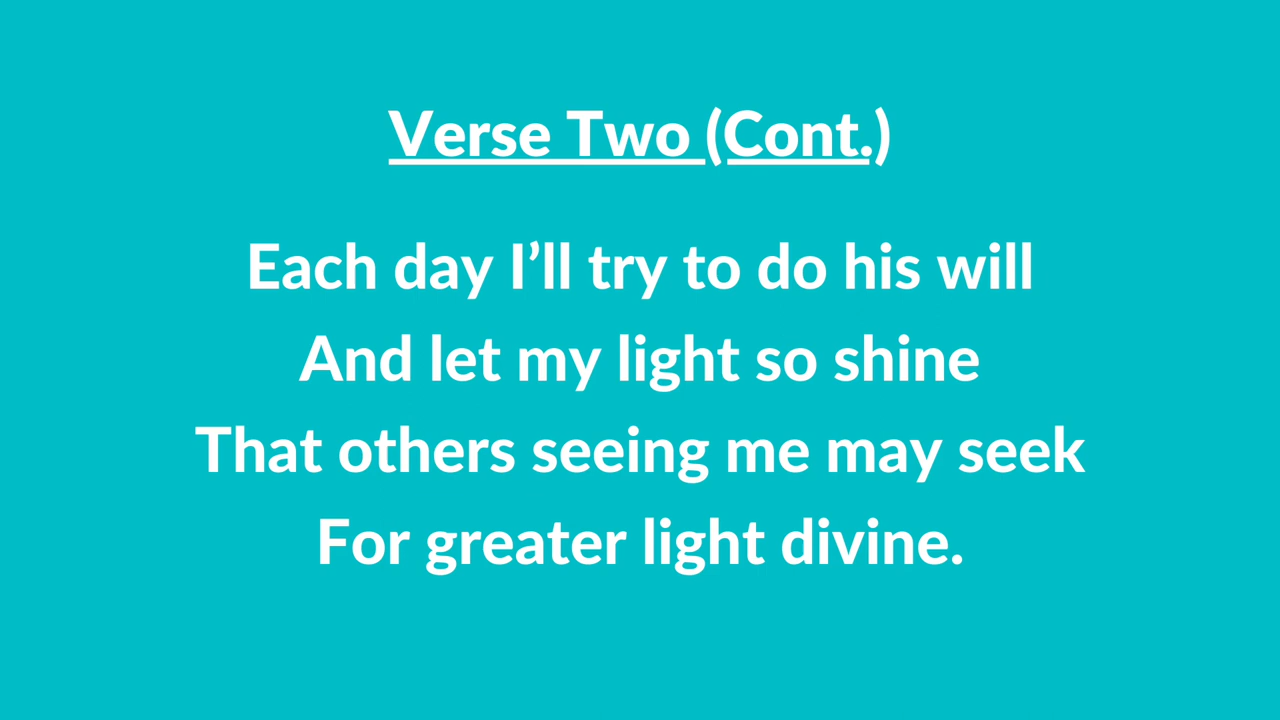 Verse Two (Cont.)
Each day I’ll try to do his will
And let my light so shine
That others seeing me may seek
For greater light divine.